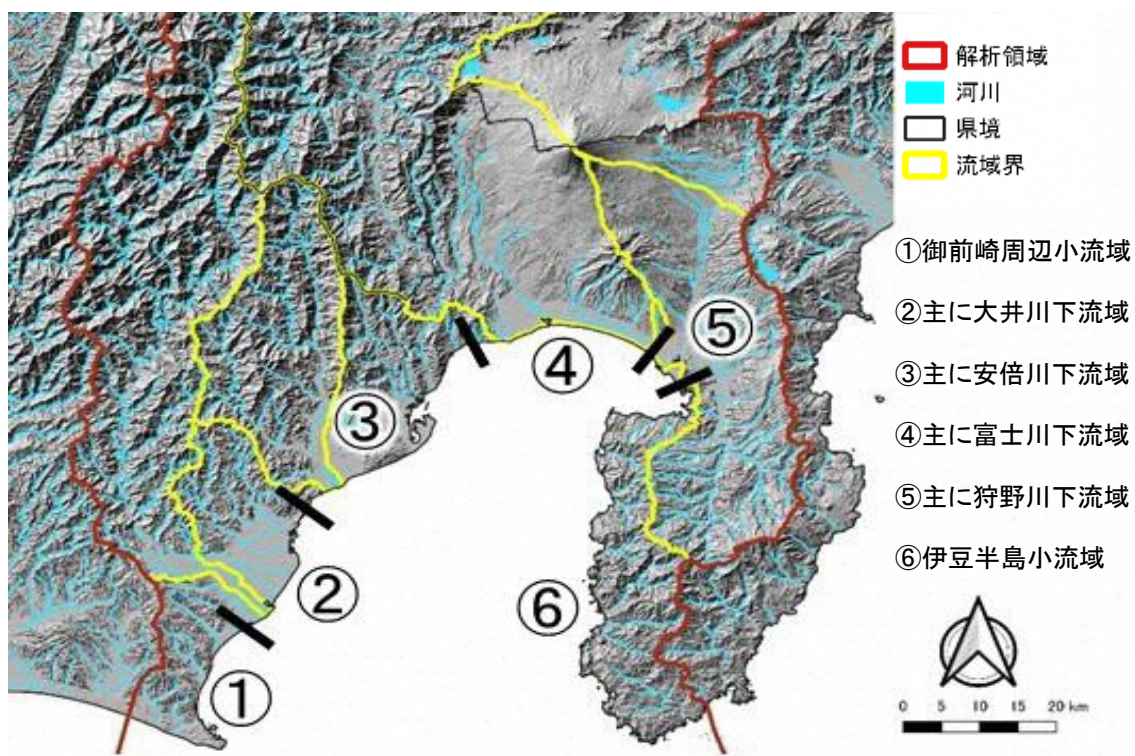 解析領域
河川
県境
流域界
①御前崎周辺小流域
②主に大井川下流域
③主に安倍川下流域
④主に富士川下流域
⑤主に狩野川下流域
⑥伊豆半島小流域
⑤
④
③
②
⑥
①
0 5 10 15 20 km